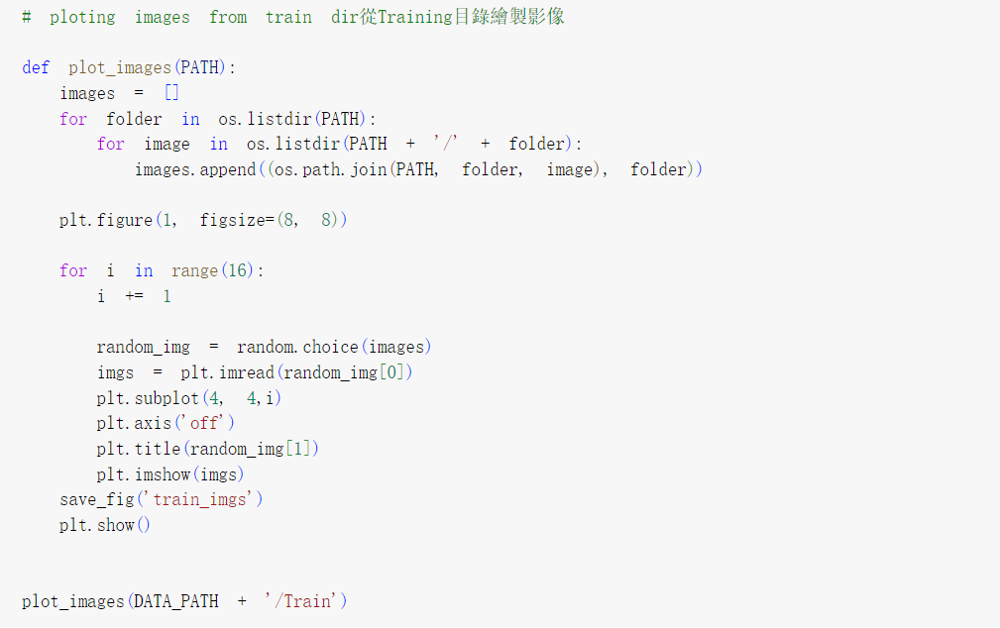 # ploting images from train dir從Training目錄繪製影像
def plot_images(PATH):
    images = []
    for folder in os.listdir(PATH):
        for image in os.listdir(PATH + '/' + folder):
            images.append((os.path.join(PATH, folder, image), folder))
    plt.figure(1, figsize=(8, 8))
    for i in range(16):
        i += 1
        random_img = random.choice(images)
        imgs = plt.imread(random_img[0])
        plt.subplot(4, 4,i)
        plt.axis('off')
        plt.title(random_img[1])
        plt.imshow(imgs)
    save_fig('train_imgs')
    plt.show()
plot_images(DATA_PATH + '/Train')